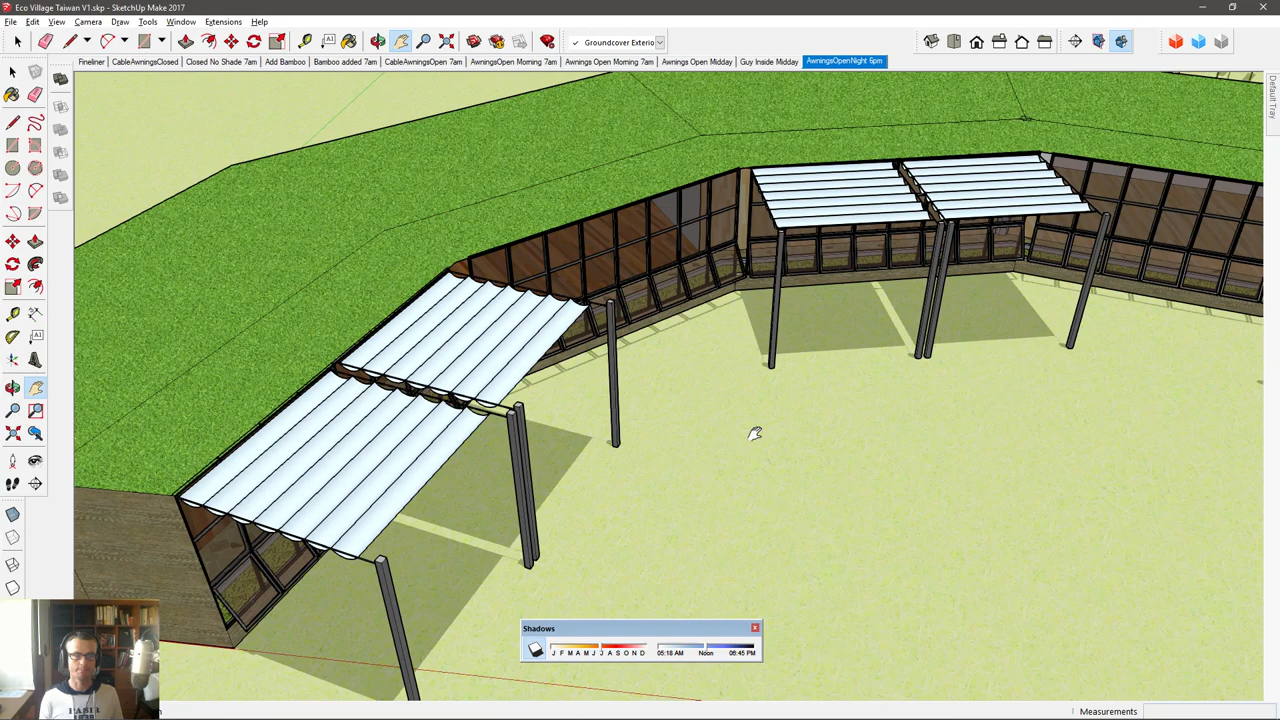 Eco Village Taiwan V1.skp - SketchUp Make 2017
File Edit View Camera Draw Tools Window Extensions Help
Groundcover Exterio
Fineliner CableAwningsClosed Closed No Shade 7am Add Bamboo Bamboo added 7am CableAwningsOpen 7am AwningsOpen Morning 7am Awnings Open Morning 7am Awnings Open Midday Guy Inside Midday AwningsOpenNight 6pm
Default Tray
Shadows
J F M A M J J A S O N D 05:18 AM Noon 06:45 PM
1938
Measurements